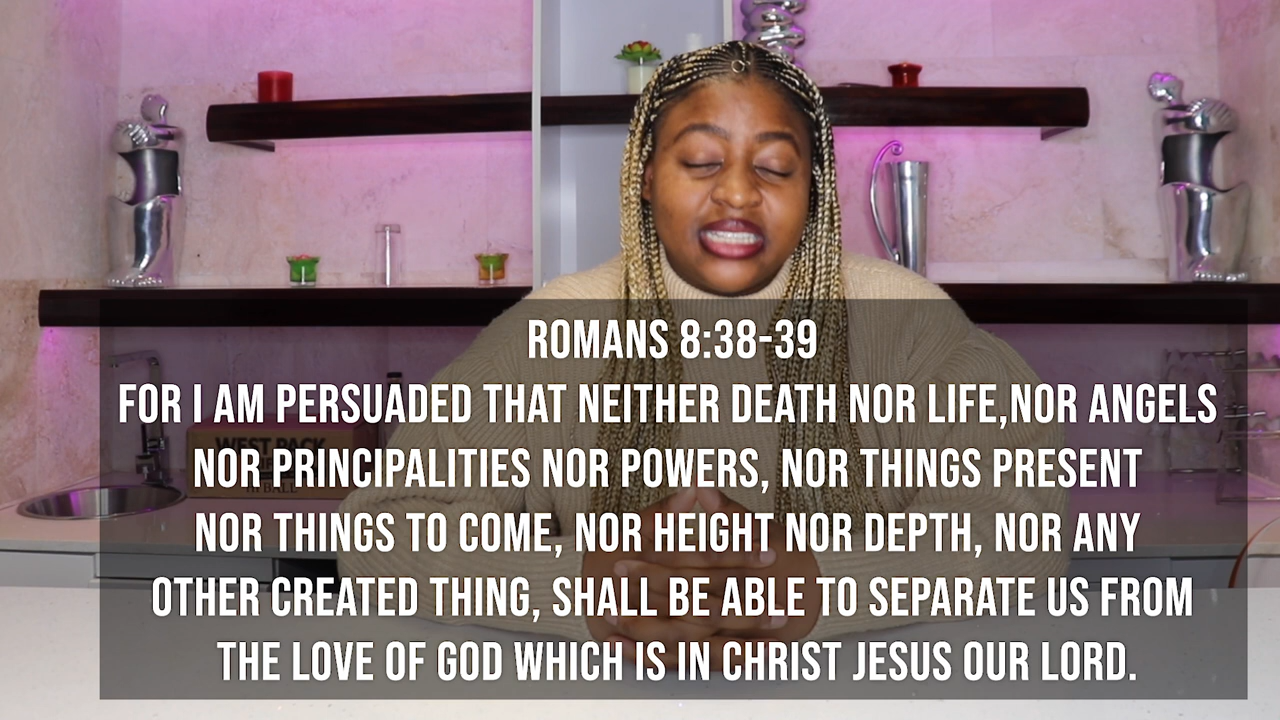 ROMANS 8:38-39
FOR I AM PERSUADED THAT NEITHER DEATH NOR LIFE,NOR ANGELS
NOR PRINCIPALITIES NOR POWERS, NOR THINGS PRESENT
NOR THINGS TO COME, NOR HEIGHT NOR DEPTH, NOR ANY
OTHER CREATED THING, SHALL BE ABLE TO SEPARATE US FROM
THE LOVE OF GOD WHICH IS IN CHRIST JESUS OUR LORD.
WEST PACK
HI BALL